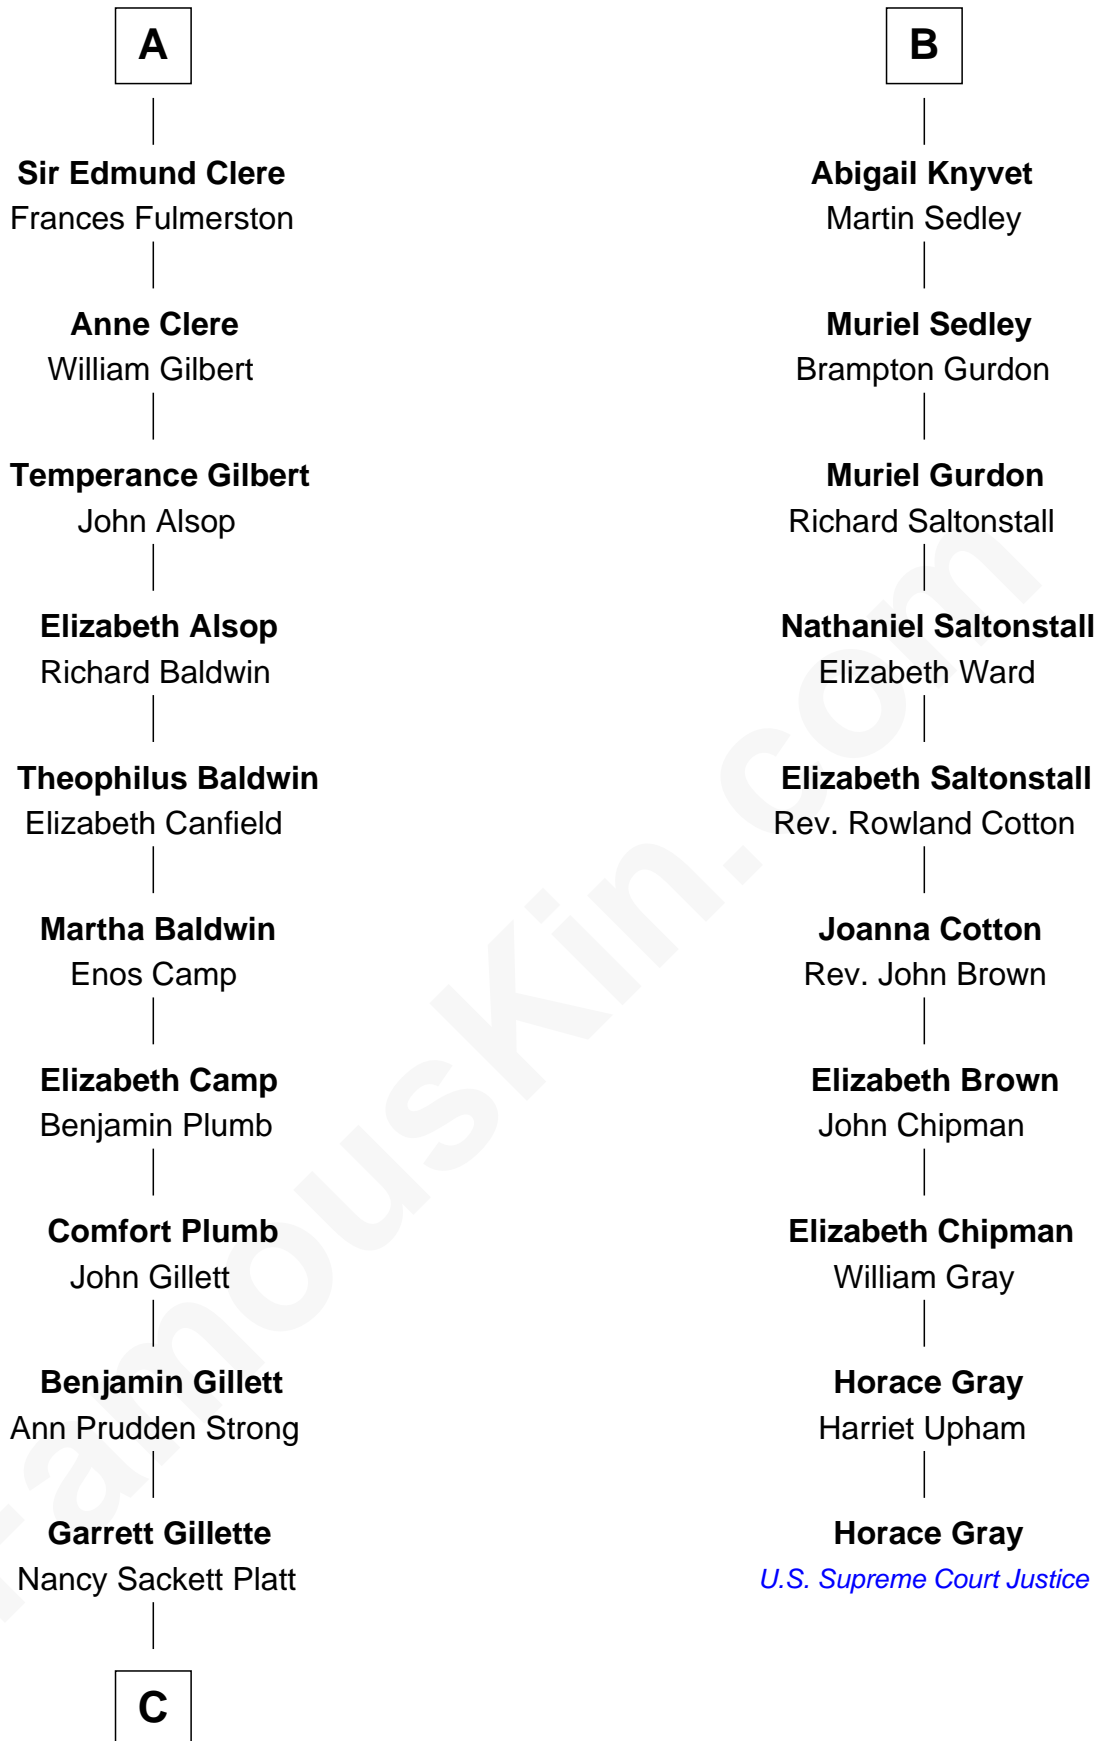 A
Sir Edmund Clere
Frances Fulmerston
Anne Clere
William Gilbert
Temperance Gilbert
John Alsop
Elizabeth Alsop
Richard Baldwin
Theophilus Baldwin
Elizabeth Canfield
Martha Baldwin
Enos Camp
Elizabeth Camp
Benjamin Plumb
Comfort Plumb
John Gillett
Benjamin Gillett
Ann Prudden Strong
Garrett Gillette
Nancy Sackett Platt
C
B
Abigail Knyvet
Martin Sedley
Muriel Sedley
Brampton Gurdon
Muriel Gurdon
Richard Saltonstall
Nathaniel Saltonstall
Elizabeth Ward
Elizabeth Saltonstall
Rev. Rowland Cotton
Joanna Cotton
Rev. John Brown
Elizabeth Brown
John Chipman
Elizabeth Chipman
William Gray
Horace Gray
Harriet Upham
Horace Gray
U.S. Supreme Court Justice
FamousKin.com